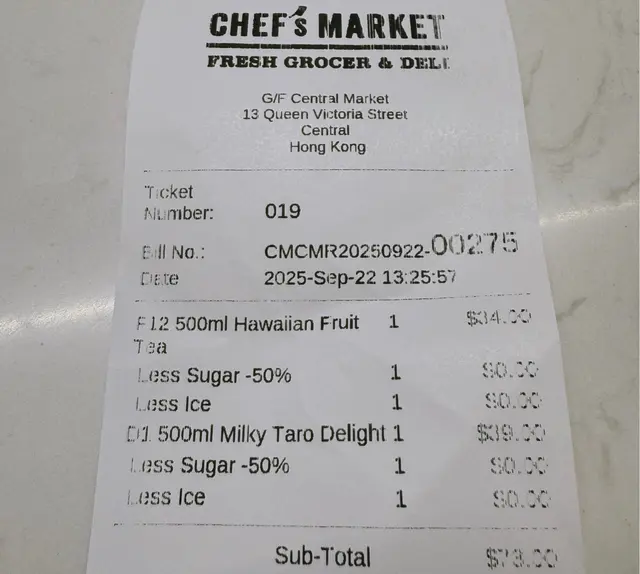 CHEF's MARKET
FRESH GROCER & DELI
G/F Central Market
13 Queen Victoria Street
Central
Hong Kong
Ticket
Number: 019
Bill No.: CMCMR20250922-00275
Date 2025-Sep-22 13:25:57
F12 500ml Hawaiian Fruit 1 $34.00
Tea
Less Sugar -50% 1 $0.00
Less Ice 1 $0.00
D1 500ml Milky Taro Delight 1 $39.00
Less Sugar -50% 1 $0.00
Less Ice 1 $0.00
Sub-Total $73.00